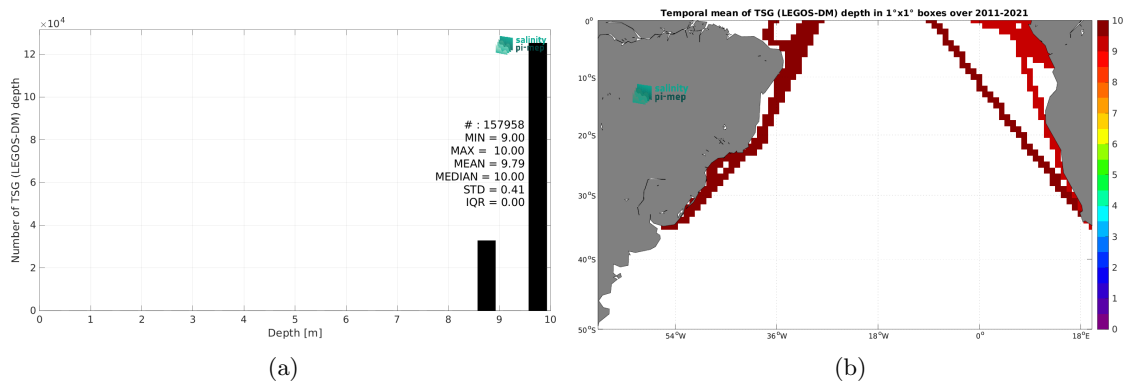 ×10⁴
12
10
8
6
4
2
0
Number of TSG (LEGOS-DM) depth
salinity
pi-mep
# : 157958
MIN = 9.00
MAX = 10.00
MEAN = 9.79
MEDIAN = 10.00
STD = 0.41
IQR = 0.00
0 1 2 3 4 5 6 7 8 9 10
Depth [m]
(a)
Temporal mean of TSG (LEGOS-DM) depth in 1°x1° boxes over 2011-2021
0°
10°S
20°S
30°S
40°S
50°S
salinity
pi-mep
54°W 36°W 18°W 0° 18°E
10
9
8
7
6
5
4
3
2
1
0
(b)